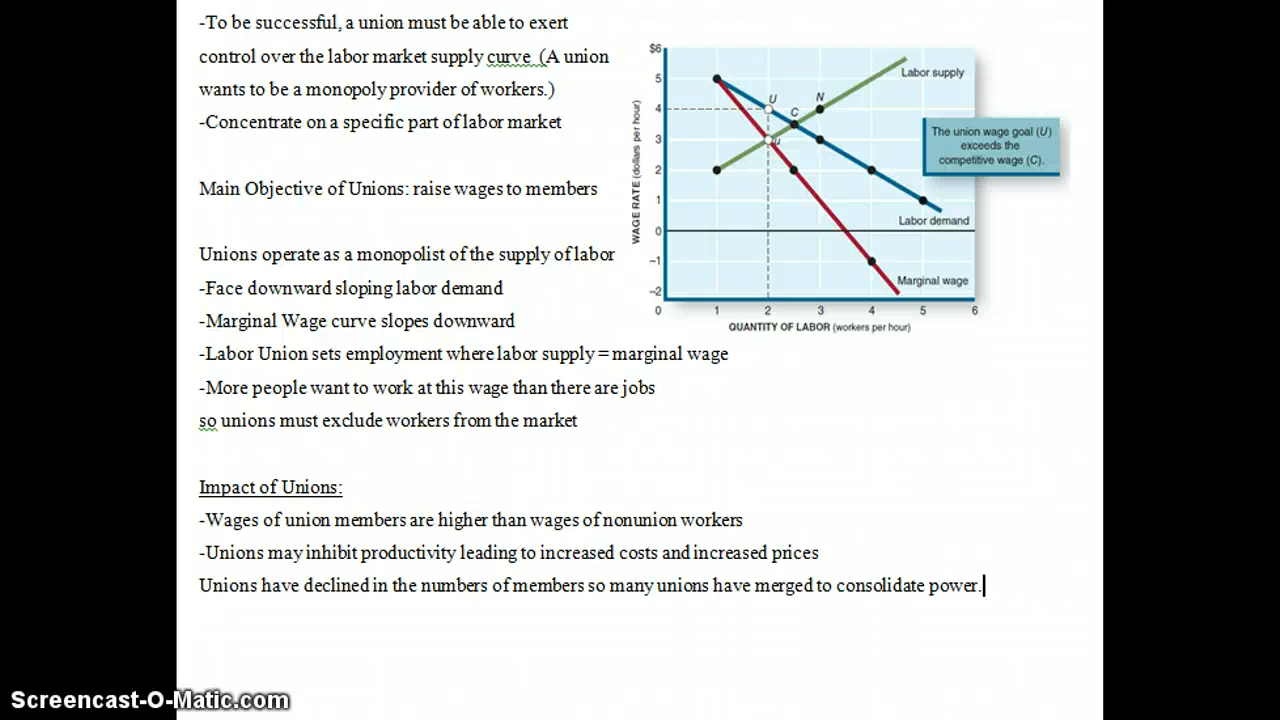 -To be successful, a union must be able to exert
control over the labor market supply curve (A union
wants to be a monopoly provider of workers.)
-Concentrate on a specific part of labor market
Main Objective of Unions: raise wages to members
Unions operate as a monopolist of the supply of labor
-Face downward sloping labor demand
-Marginal Wage curve slopes downward
-Labor Union sets employment where labor supply = marginal wage
-More people want to work at this wage than there are jobs
so unions must exclude workers from the market
Impact of Unions:
-Wages of union members are higher than wages of nonunion workers
-Unions may inhibit productivity leading to increased costs and increased prices
Unions have declined in the numbers of members so many unions have merged to consolidate power.
WAGE RATE (dollars per hour)
$6
5
4
3
2
1
0
-1
-2
U
C
N
u
Labor supply
The union wage goal (U)
exceeds the
competitive wage (C).
Labor demand
Marginal wage
0 1 2 3 4 5 6
QUANTITY OF LABOR (workers per hour)
Screencast-O-Matic.com